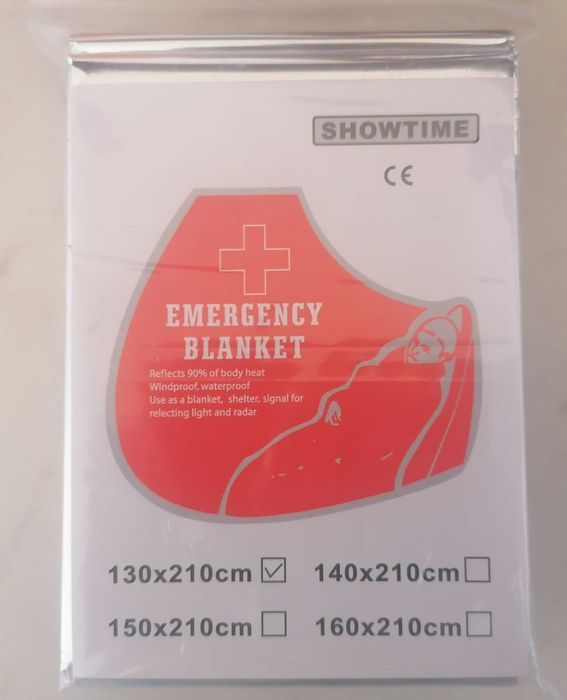 SHOWTIME
CE
EMERGENCY
BLANKET
Reflects 90% of body heat
Windproof, waterproof
Use as a blanket, shelter, signal for
relecting light and radar
130x210cm ☑ 140x210cm ☐
150x210cm ☐ 160x210cm ☐